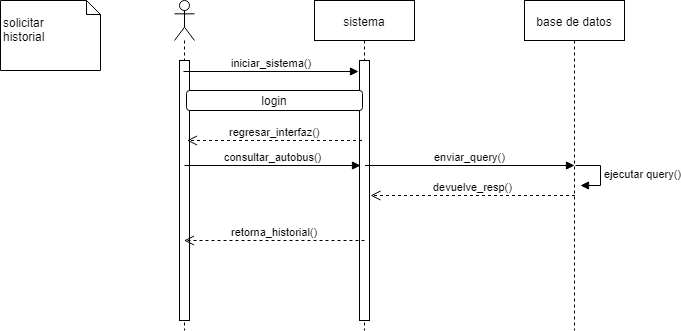 solicitar
historial
sistema
base de datos
iniciar_sistema()
login
regresar_interfaz()
consultar_autobus()
enviar_query()
ejecutar query()
devuelve_resp()
retorna_historial()